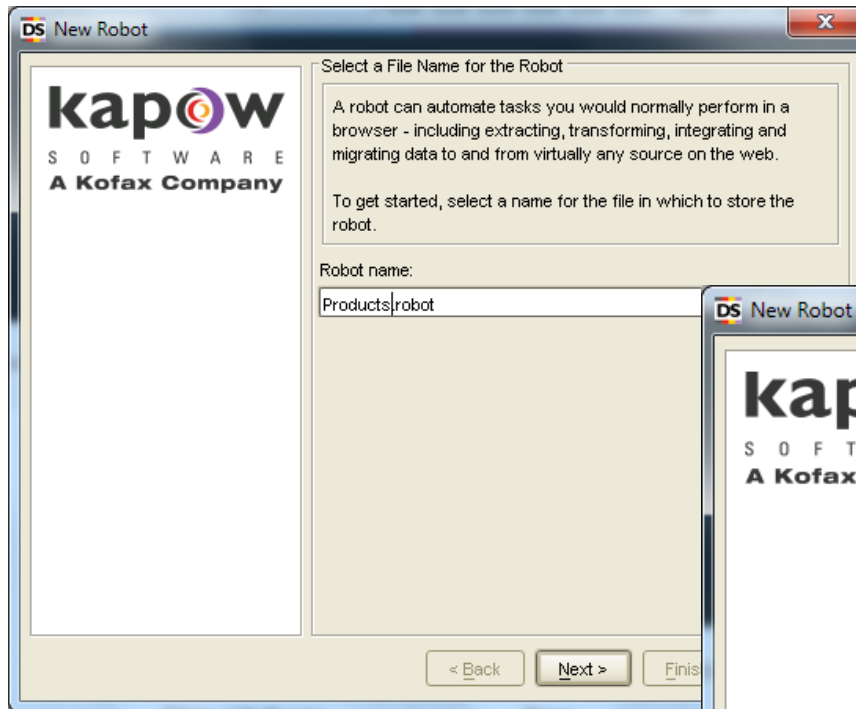 DS New Robot
kapow
SOFTWARE
A Kofax Company
Select a File Name for the Robot
A robot can automate tasks you would normally perform in a
browser - including extracting, transforming, integrating and
migrating data to and from virtually any source on the web.
To get started, select a name for the file in which to store the
robot.
Robot name:
Products.robot
< Back
Next >
Finis
DS New Robot
kap
SOFT
A Kofax